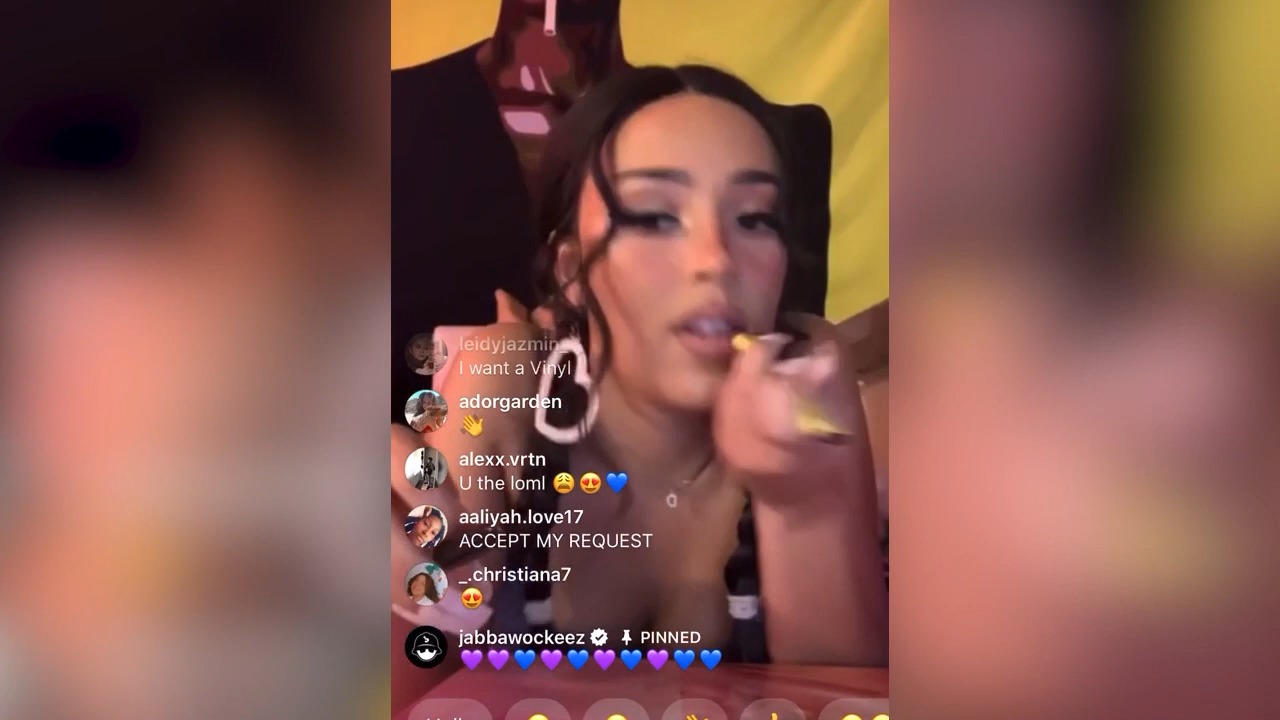 leidyjazmin
I want a Vinyl
adorgarden
👋
alexx.vrtn
U the loml 😩😍💙
aaliyah.love17
ACCEPT MY REQUEST
_.christiana7
😍
jabbawockeez PINNED
💜💜💙💜💙💜💙💜💙💙